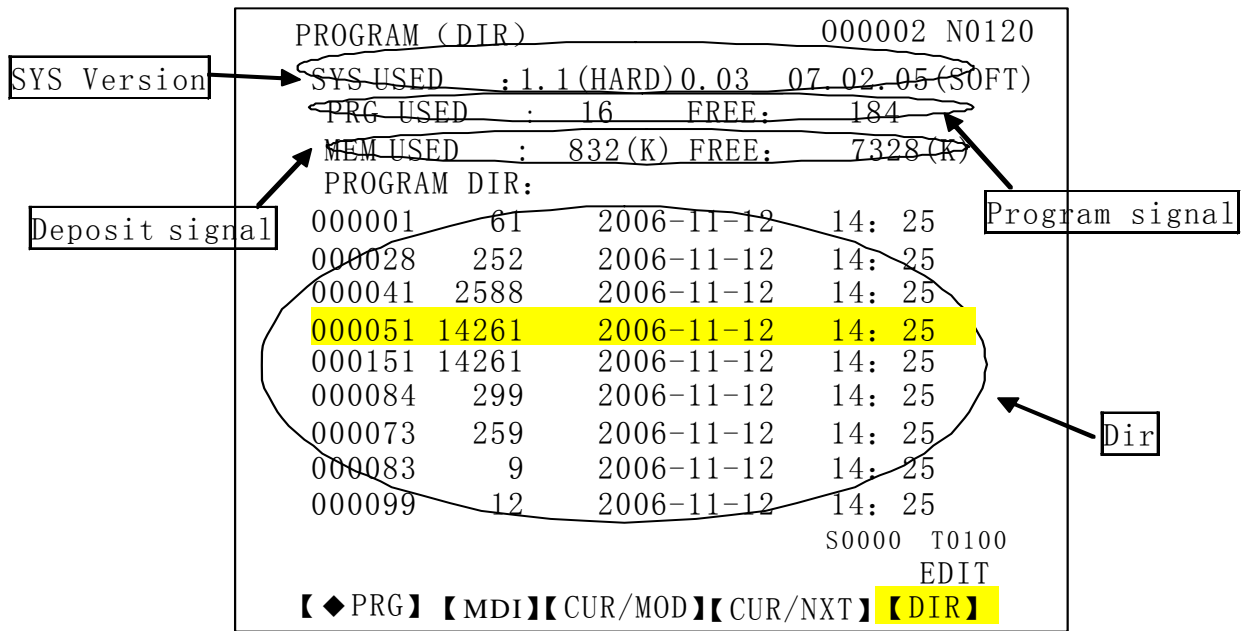 PROGRAM (DIR) 000002 N0120
SYS Version
SYS USED :1.1(HARD)0.03 07.02.05(SOFT)
PRG USED : 16 FREE: 184
MEM USED : 832(K) FREE: 7328(K)
PROGRAM DIR:
Deposit signal
Program signal
000001 61 2006-11-12 14: 25
000028 252 2006-11-12 14: 25
000041 2588 2006-11-12 14: 25
000051 14261 2006-11-12 14: 25
000151 14261 2006-11-12 14: 25
000084 299 2006-11-12 14: 25
000073 259 2006-11-12 14: 25
Dir
000083 9 2006-11-12 14: 25
000099 12 2006-11-12 14: 25
S0000 T0100
EDIT
【◆PRG】【MDI】【CUR/MOD】【CUR/NXT】【DIR】